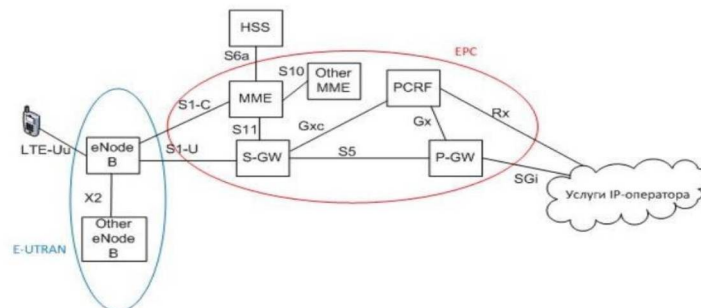 HSS
EPC
S6a
S10
Other
MME
PCRF
MME
S1-C
Rx
S11
Gxc
Gx
LTE-Uu
eNode
B
S1-U
S-GW
S5
P-GW
SGi
Услуги IP-оператора
X2
Other
eNode
B
E-UTRAN